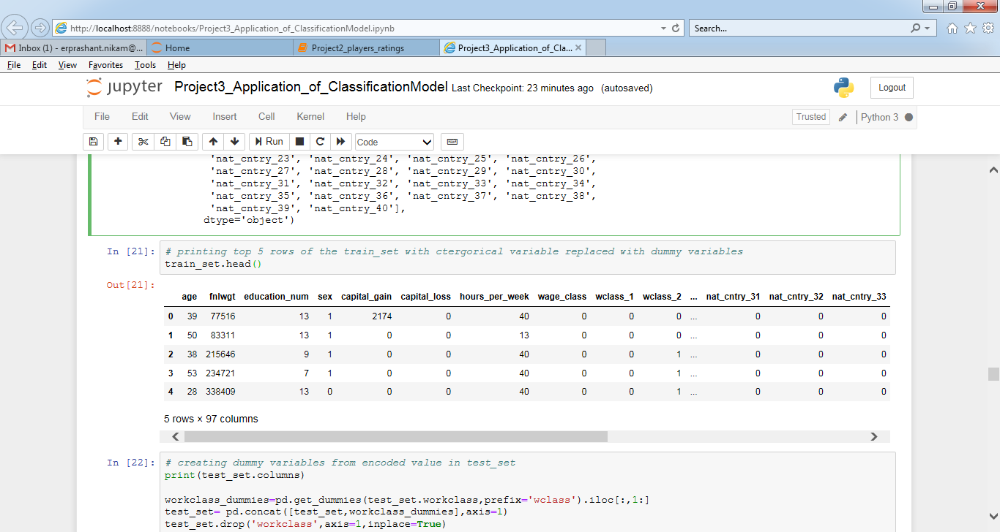 http://localhost:8888/notebooks/Project3_Application_of_ClassificationModel.ipynb Search...
Inbox (1) - erprashant.nikam@... Home Project2_players_ratings Project3_Application_of_Cla...
File Edit View Favorites Tools Help
jupyter Project3_Application_of_ClassificationModel Last Checkpoint: 23 minutes ago (autosaved) Logout
File Edit View Insert Cell Kernel Help Trusted Python 3
Run Code
'nat_cntry_23', 'nat_cntry_24', 'nat_cntry_25', 'nat_cntry_26',
'nat_cntry_27', 'nat_cntry_28', 'nat_cntry_29', 'nat_cntry_30',
'nat_cntry_31', 'nat_cntry_32', 'nat_cntry_33', 'nat_cntry_34',
'nat_cntry_35', 'nat_cntry_36', 'nat_cntry_37', 'nat_cntry_38',
'nat_cntry_39', 'nat_cntry_40'],
dtype='object')
In [21]: # printing top 5 rows of the train_set with ctergorical variable replaced with dummy variables
train_set.head()
Out[21]:
age fnlwgt education_num sex capital_gain capital_loss hours_per_week wage_class wclass_1 wclass_2 ... nat_cntry_31 nat_cntry_32 nat_cntry_33
0 39 77516 13 1 2174 0 40 0 0 0 ... 0 0 0
1 50 83311 13 1 0 0 13 0 0 0 ... 0 0 0
2 38 215646 9 1 0 0 40 0 0 1 ... 0 0 0
3 53 234721 7 1 0 0 40 0 0 1 ... 0 0 0
4 28 338409 13 0 0 0 40 0 0 1 ... 0 0 0
5 rows × 97 columns
In [22]: # creating dummy variables from encoded value in test_set
print(test_set.columns)
workclass_dummies=pd.get_dummies(test_set.workclass,prefix='wclass').iloc[:,1:]
test_set= pd.concat([test_set,workclass_dummies],axis=1)
test_set.drop('workclass',axis=1,inplace=True)